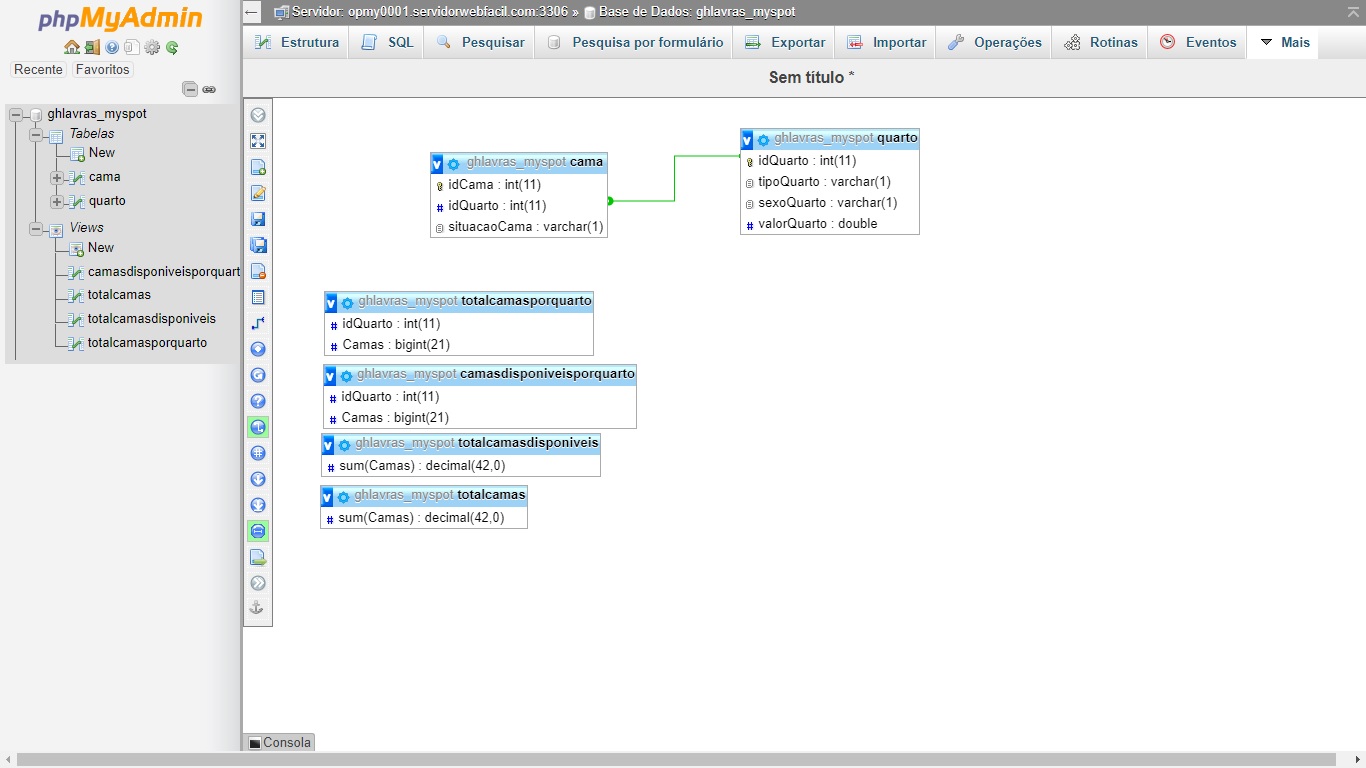 phpMyAdmin
Recente Favoritos
ghlavras_myspot
Tabelas
New
cama
quarto
Views
New
camasdisponiveisporquart
totalcamas
totalcamasdisponiveis
totalcamasporquarto
Servidor: opmy0001.servidorwebfacil.com:3306 » Base de Dados: ghlavras_myspot
Estrutura SQL Pesquisar Pesquisa por formulário Exportar Importar Operações Rotinas Eventos Mais
Sem título *
ghlavras_myspot cama
idCama : int(11)
idQuarto : int(11)
situacaoCama : varchar(1)
ghlavras_myspot quarto
idQuarto : int(11)
tipoQuarto : varchar(1)
sexoQuarto : varchar(1)
valorQuarto : double
ghlavras_myspot totalcamasporquarto
idQuarto : int(11)
Camas : bigint(21)
ghlavras_myspot camasdisponiveisporquarto
idQuarto : int(11)
Camas : bigint(21)
ghlavras_myspot totalcamasdisponiveis
sum(Camas) : decimal(42,0)
ghlavras_myspot totalcamas
sum(Camas) : decimal(42,0)
Consola